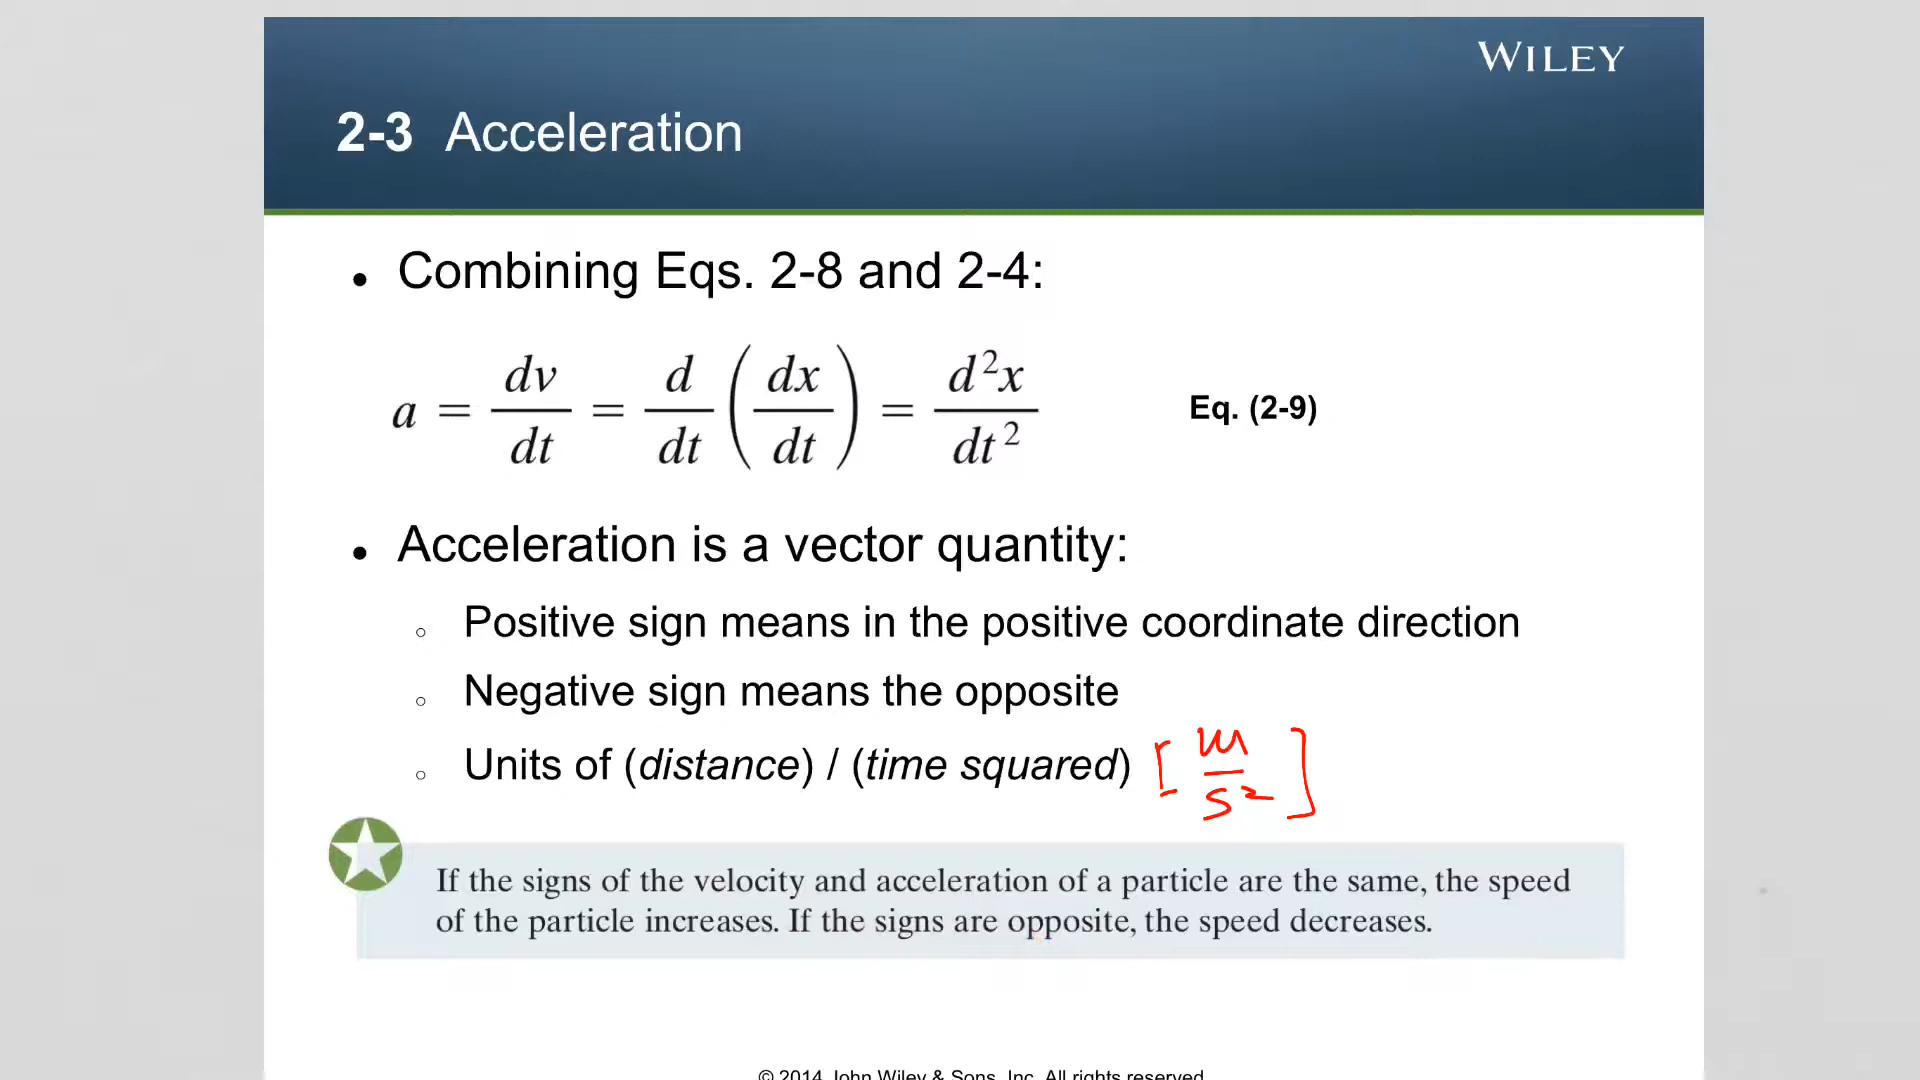 WILEY
2-3 Acceleration
• Combining Eqs. 2-8 and 2-4:
a = dv/dt = d/dt (dx/dt) = d²x/dt² Eq. (2-9)
• Acceleration is a vector quantity:
○ Positive sign means in the positive coordinate direction
○ Negative sign means the opposite
○ Units of (distance) / (time squared) [m/s²]
If the signs of the velocity and acceleration of a particle are the same, the speed
of the particle increases. If the signs are opposite, the speed decreases.
© 2014 John Wiley & Sons, Inc. All rights reserved.